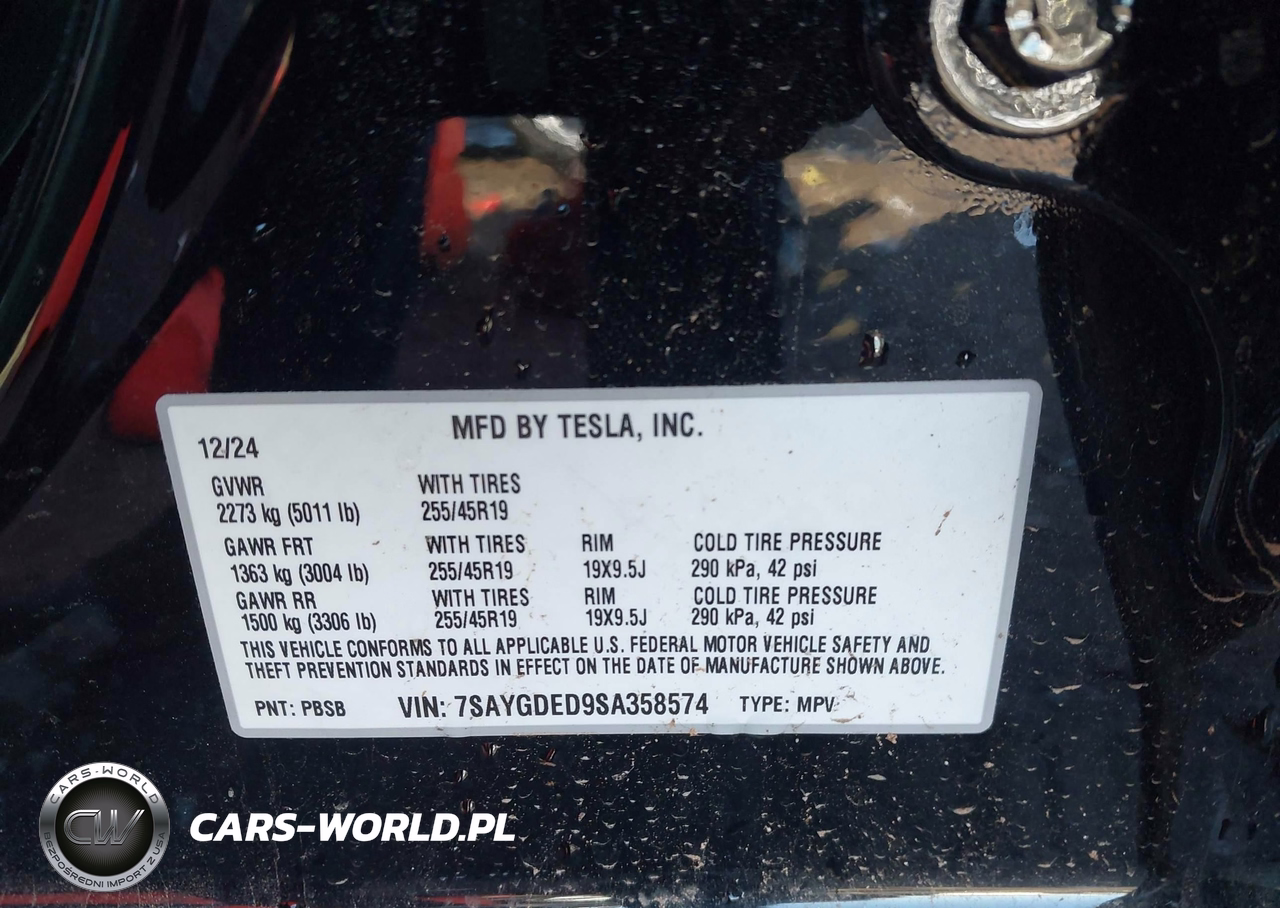 MFD BY TESLA, INC.
12/24
GVWR WITH TIRES
2273 kg (5011 lb) 255/45R19
GAWR FRT WITH TIRES RIM COLD TIRE PRESSURE
1363 kg (3004 lb) 255/45R19 19X9.5J 290 kPa, 42 psi
GAWR RR WITH TIRES RIM COLD TIRE PRESSURE
1500 kg (3306 lb) 255/45R19 19X9.5J 290 kPa, 42 psi
THIS VEHICLE CONFORMS TO ALL APPLICABLE U.S. FEDERAL MOTOR VEHICLE SAFETY AND
THEFT PREVENTION STANDARDS IN EFFECT ON THE DATE OF MANUFACTURE SHOWN ABOVE.
PNT: PBSB VIN: 7SAYGDED9SA358574 TYPE: MPV
CARS-WORLD
CW
BEZPOŚREDNI IMPORT Z USA
CARS-WORLD.PL